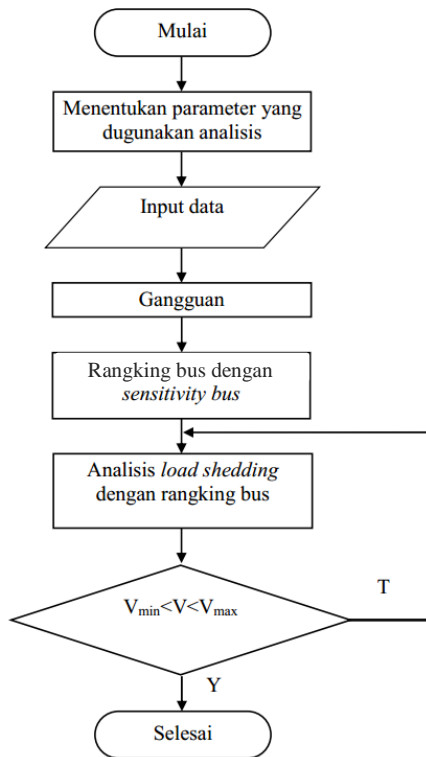 Mulai
Menentukan parameter yang
dugunakan analisis
Input data
Gangguan
Rangking bus dengan
sensitivity bus
Analisis load shedding
dengan rangking bus
Vmin<V<Vmax
T
Y
Selesai